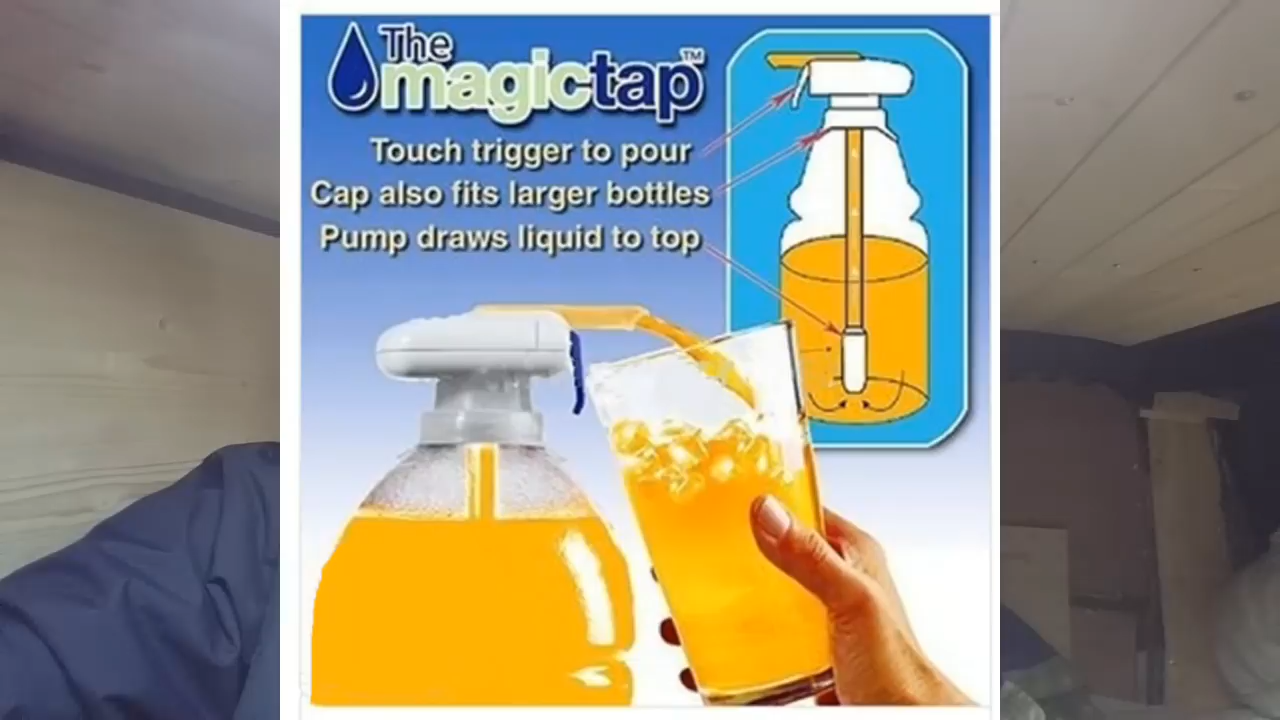 The
magictap™
Touch trigger to pour
Cap also fits larger bottles
Pump draws liquid to top